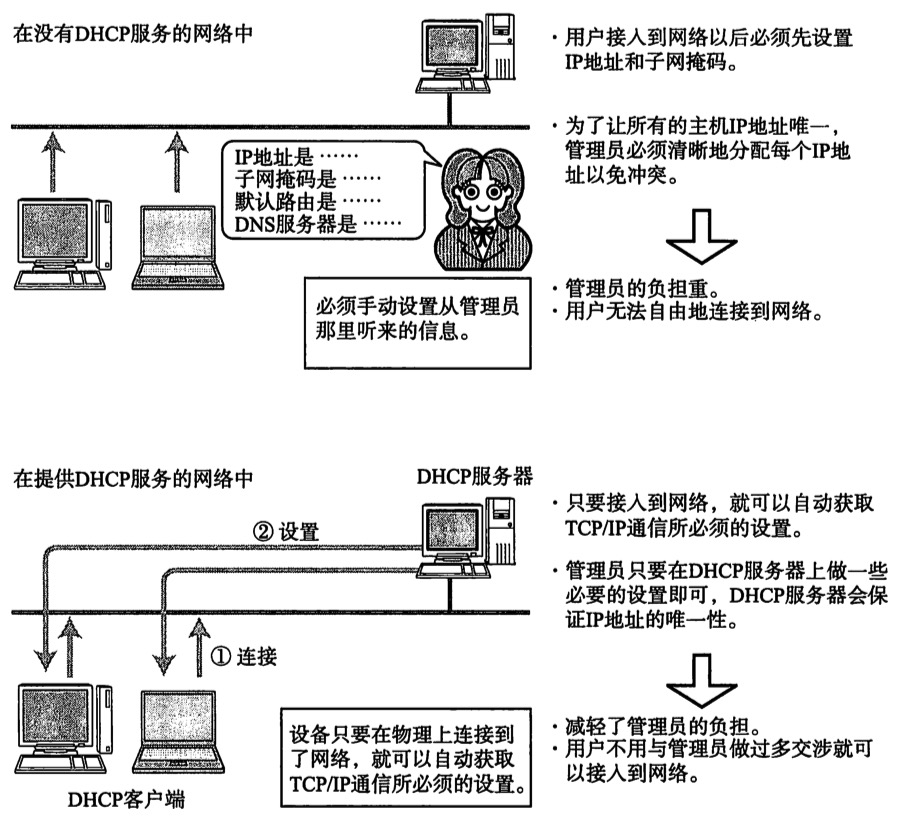 在没有DHCP服务的网络中
·用户接入到网络以后必须先设置
IP地址和子网掩码。
·为了让所有的主机IP地址唯一，
管理员必须清晰地分配每个IP地
址以免冲突。
IP地址是……
子网掩码是……
默认路由是……
DNS服务器是……
必须手动设置从管理员
那里听来的信息。
·管理员的负担重。
·用户无法自由地连接到网络。
在提供DHCP服务的网络中
DHCP服务器
·只要接入到网络，就可以自动获取
TCP/IP通信所必须的设置。
② 设置
·管理员只要在DHCP服务器上做一些
必要的设置即可，DHCP服务器会保
证IP地址的唯一性。
① 连接
设备只要在物理上连接到
了网络，就可以自动获取
TCP/IP通信所必须的设置。
·减轻了管理员的负担。
·用户不用与管理员做过多交涉就可
以接入到网络。
DHCP客户端